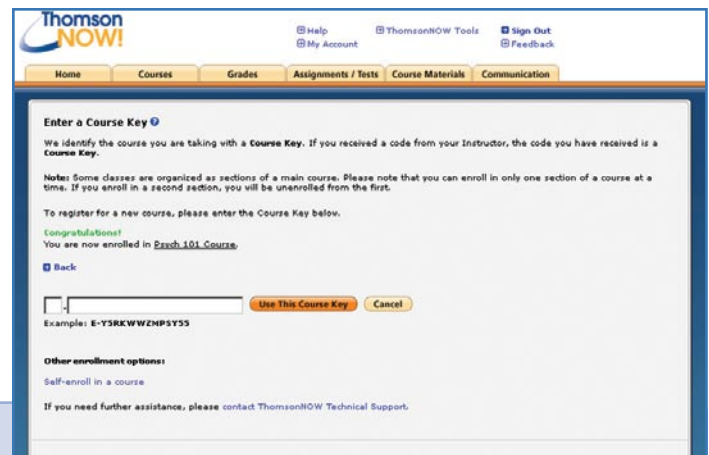 Thomson
NOW!
Help
ThomsonNOW Tools
Sign Out
My Account
Feedback
Home
Courses
Grades
Assignments / Tests
Course Materials
Communication
Enter a Course Key
We identify the course you are taking with a Course Key. If you received a code from your Instructor, the code you have received is a
Course Key.
Note: Some classes are organized as sections of a main course. Please note that you can enroll in only one section of a course at a
time. If you enroll in a second section, you will be unenrolled from the first.
To register for a new course, please enter the Course Key below.
Congratulations!
You are now enrolled in Psych 101 Course.
Back
- Use This Course Key Cancel
Example: E-Y5RKWWZMPSY55
Other enrollment options:
Self-enroll in a course
If you need further assistance, please contact ThomsonNOW Technical Support.